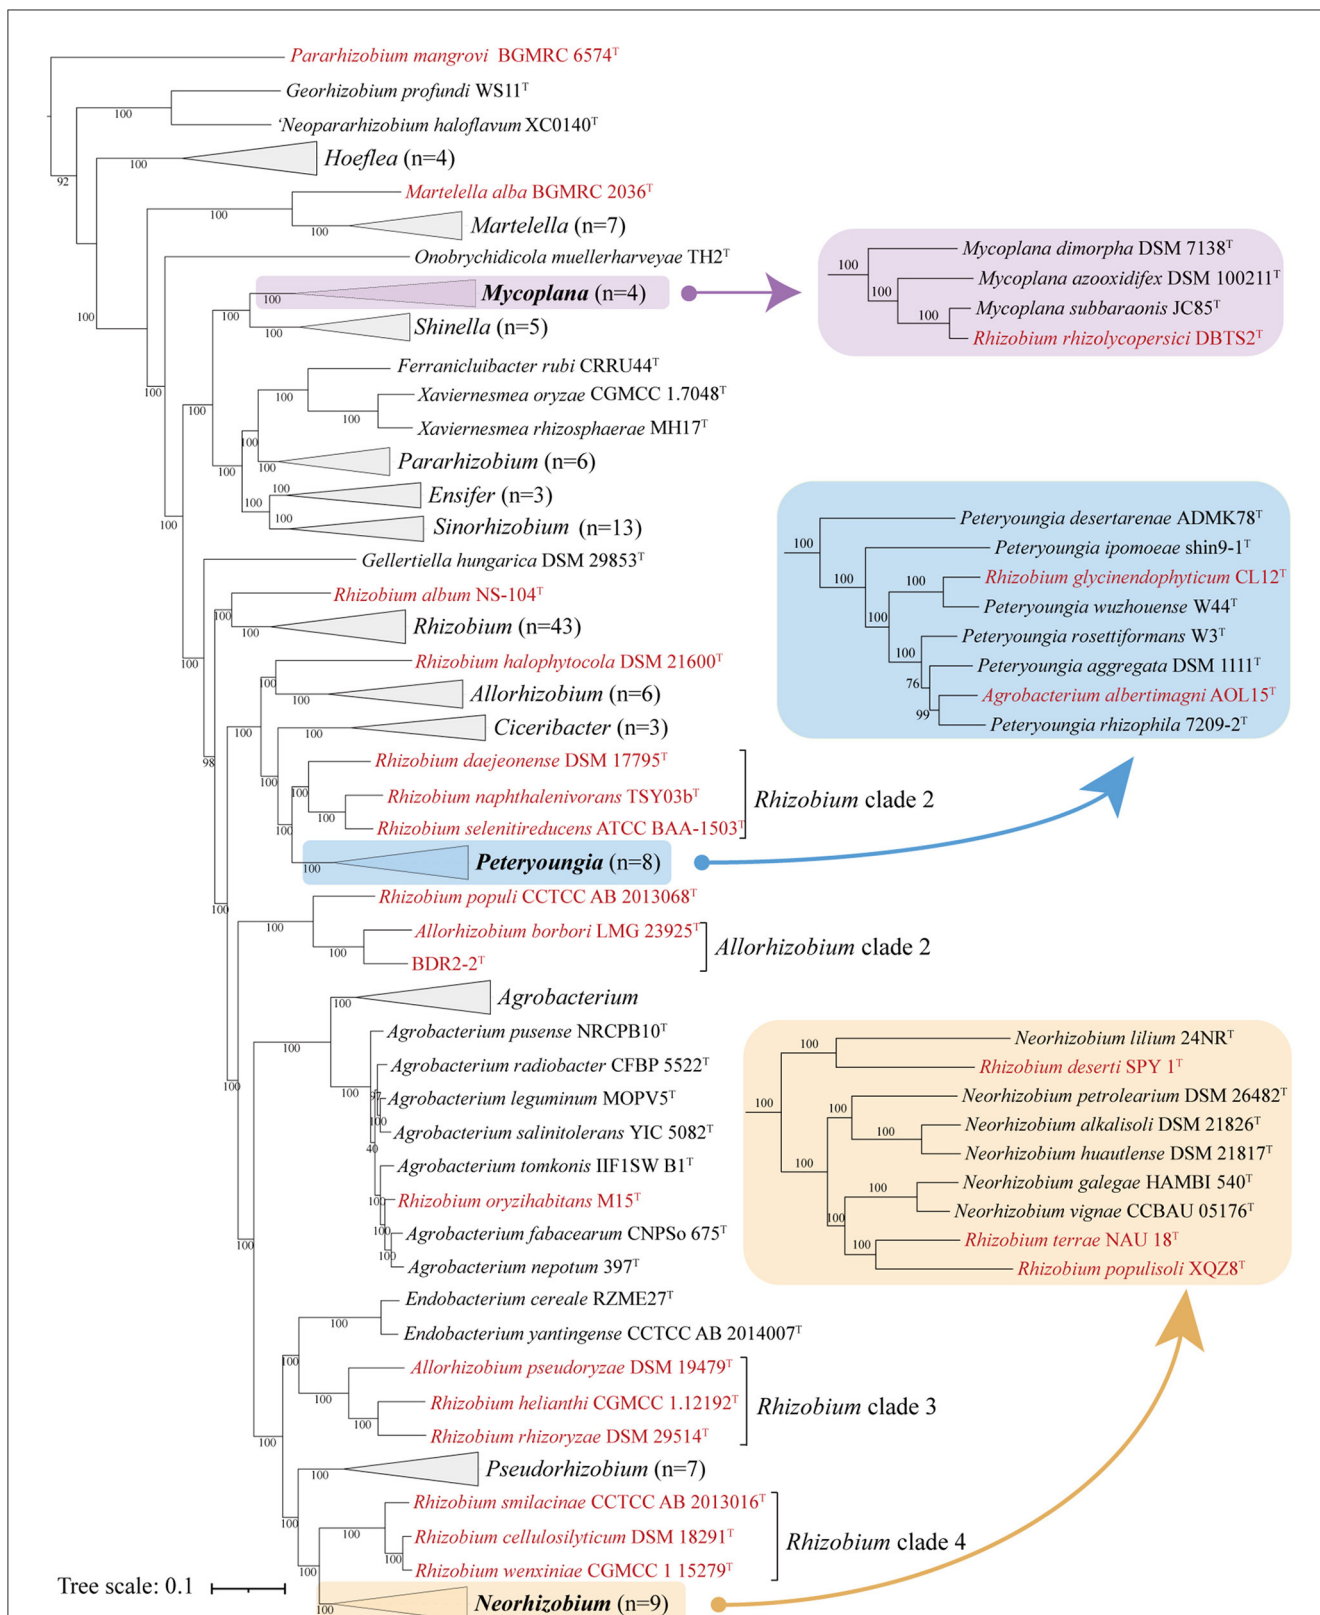 Pararhizobium mangrovi BGMRC 6574ᵀ
Georhizobium profundi WS11ᵀ
'Neopararhizobium haloflavum XC0140ᵀ
100
100
Hoeflea (n=4)
92
Martelella alba BGMRC 2036ᵀ
100
100
Martelella (n=7)
Onobrychidicola muellerharveyae TH2ᵀ
100
Mycoplana (n=4)
100
Shinella (n=5)
100
Ferranicluibacter rubi CRRU44ᵀ
100
Xaviernesmea oryzae CGMCC 1.7048ᵀ
100
100
100
Xaviernesmea rhizosphaerae MH17ᵀ
100
100
Pararhizobium (n=6)
100
100
Ensifer (n=3)
100
100
100
Sinorhizobium (n=13)
Gellertiella hungarica DSM 29853ᵀ
Rhizobium album NS-104ᵀ
100
100
Rhizobium (n=43)
100
Rhizobium halophytocola DSM 21600ᵀ
100
100
Allorhizobium (n=6)
100
Ciceribacter (n=3)
98
Rhizobium daejeonense DSM 17795ᵀ
100
100
Rhizobium naphthalenivorans TSY03bᵀ
100
100
Rhizobium selenitireducens ATCC BAA-1503ᵀ
Rhizobium clade 2
100
Peteryoungia (n=8)
Rhizobium populi CCTCC AB 2013068ᵀ
100
100
Allorhizobium borbori LMG 23925ᵀ
100
BDR2-2ᵀ
Allorhizobium clade 2
100
Agrobacterium
100
Agrobacterium pusense NRCPB10ᵀ
100
Agrobacterium radiobacter CFBP 5522ᵀ
97
Agrobacterium leguminum MOPV5ᵀ
100
Agrobacterium salinitolerans YIC 5082ᵀ
40
Agrobacterium tomkonis IIF1SW B1ᵀ
100
Rhizobium oryzihabitans M15ᵀ
100
Agrobacterium fabacearum CNPSo 675ᵀ
100
Agrobacterium nepotum 397ᵀ
Endobacterium cereale RZME27ᵀ
100
Endobacterium yantingense CCTCC AB 2014007ᵀ
100
Allorhizobium pseudoryzae DSM 19479ᵀ
100
Rhizobium helianthi CGMCC 1.12192ᵀ
100
Rhizobium rhizoryzae DSM 29514ᵀ
Rhizobium clade 3
100
100
Pseudorhizobium (n=7)
Rhizobium smilacinae CCTCC AB 2013016ᵀ
100
100
Rhizobium cellulosilyticum DSM 18291ᵀ
100
100
Rhizobium wenxiniae CGMCC 1 15279ᵀ
Rhizobium clade 4
100
Neorhizobium (n=9)
Tree scale: 0.1
100
Mycoplana dimorpha DSM 7138ᵀ
Mycoplana azooxidifex DSM 100211ᵀ
100
Mycoplana subbaraonis JC85ᵀ
100
Rhizobium rhizolycopersici DBTS2ᵀ
Peteryoungia desertarenae ADMK78ᵀ
100
Peteryoungia ipomoeae shin9-1ᵀ
100
100
Rhizobium glycinendophyticum CL12ᵀ
Peteryoungia wuzhouense W44ᵀ
100
Peteryoungia rosettiformans W3ᵀ
100
Peteryoungia aggregata DSM 1111ᵀ
76
Agrobacterium albertimagni AOL15ᵀ
99
Peteryoungia rhizophila 7209-2ᵀ
Neorhizobium lilium 24NRᵀ
100
Rhizobium deserti SPY 1ᵀ
100
Neorhizobium petrolearium DSM 26482ᵀ
100
Neorhizobium alkalisoli DSM 21826ᵀ
100
Neorhizobium huautlense DSM 21817ᵀ
100
Neorhizobium galegae HAMBI 540ᵀ
100
Neorhizobium vignae CCBAU 05176ᵀ
100
Rhizobium terrae NAU 18ᵀ
100
Rhizobium populisoli XQZ8ᵀ